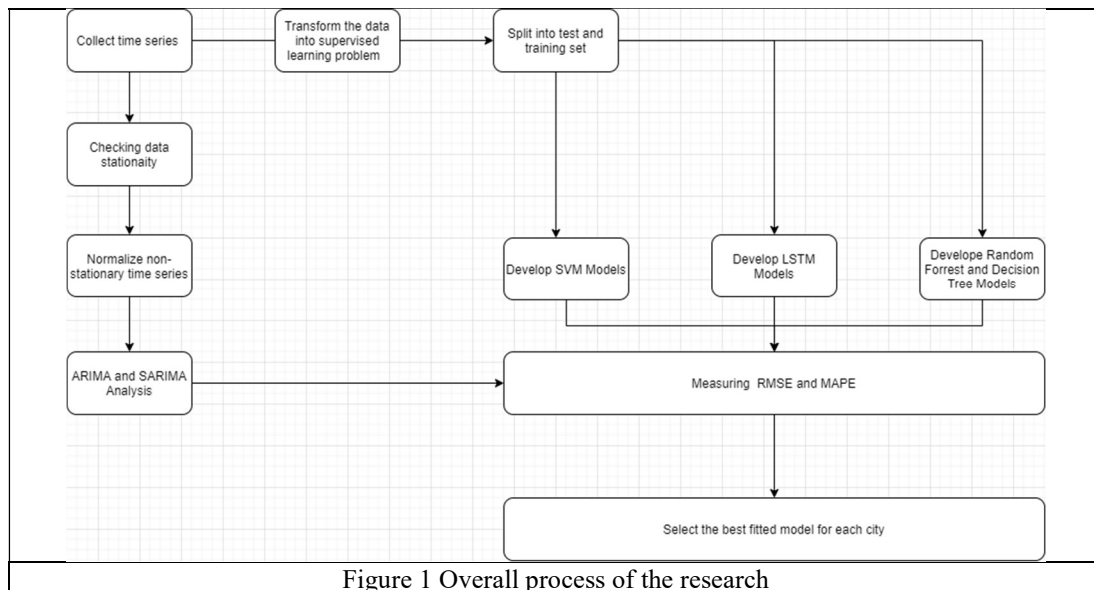 Collect time series
Transform the data
into supervised
learning problem
Split into test and
training set
Checking data
stationaity
Normalize non-
stationary time series
Develop SVM Models
Develop LSTM
Models
Develope Random
Forrest and Decision
Tree Models
ARIMA and SARIMA
Analysis
Measuring RMSE and MAPE
Select the best fitted model for each city
Figure 1 Overall process of the research